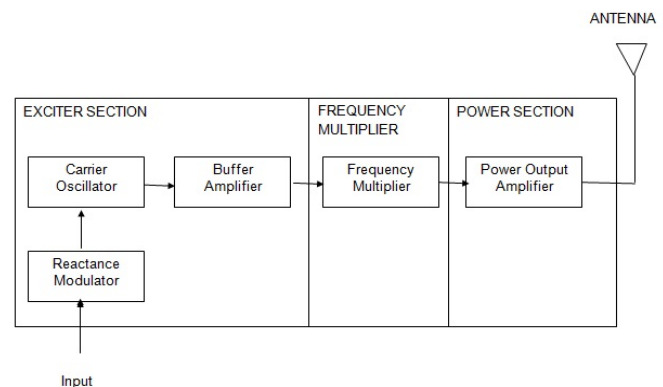 ANTENNA
EXCITER SECTION
FREQUENCY
MULTIPLIER
POWER SECTION
Carrier
Oscillator
Buffer
Amplifier
Frequency
Multiplier
Power Output
Amplifier
Reactance
Modulator
Input